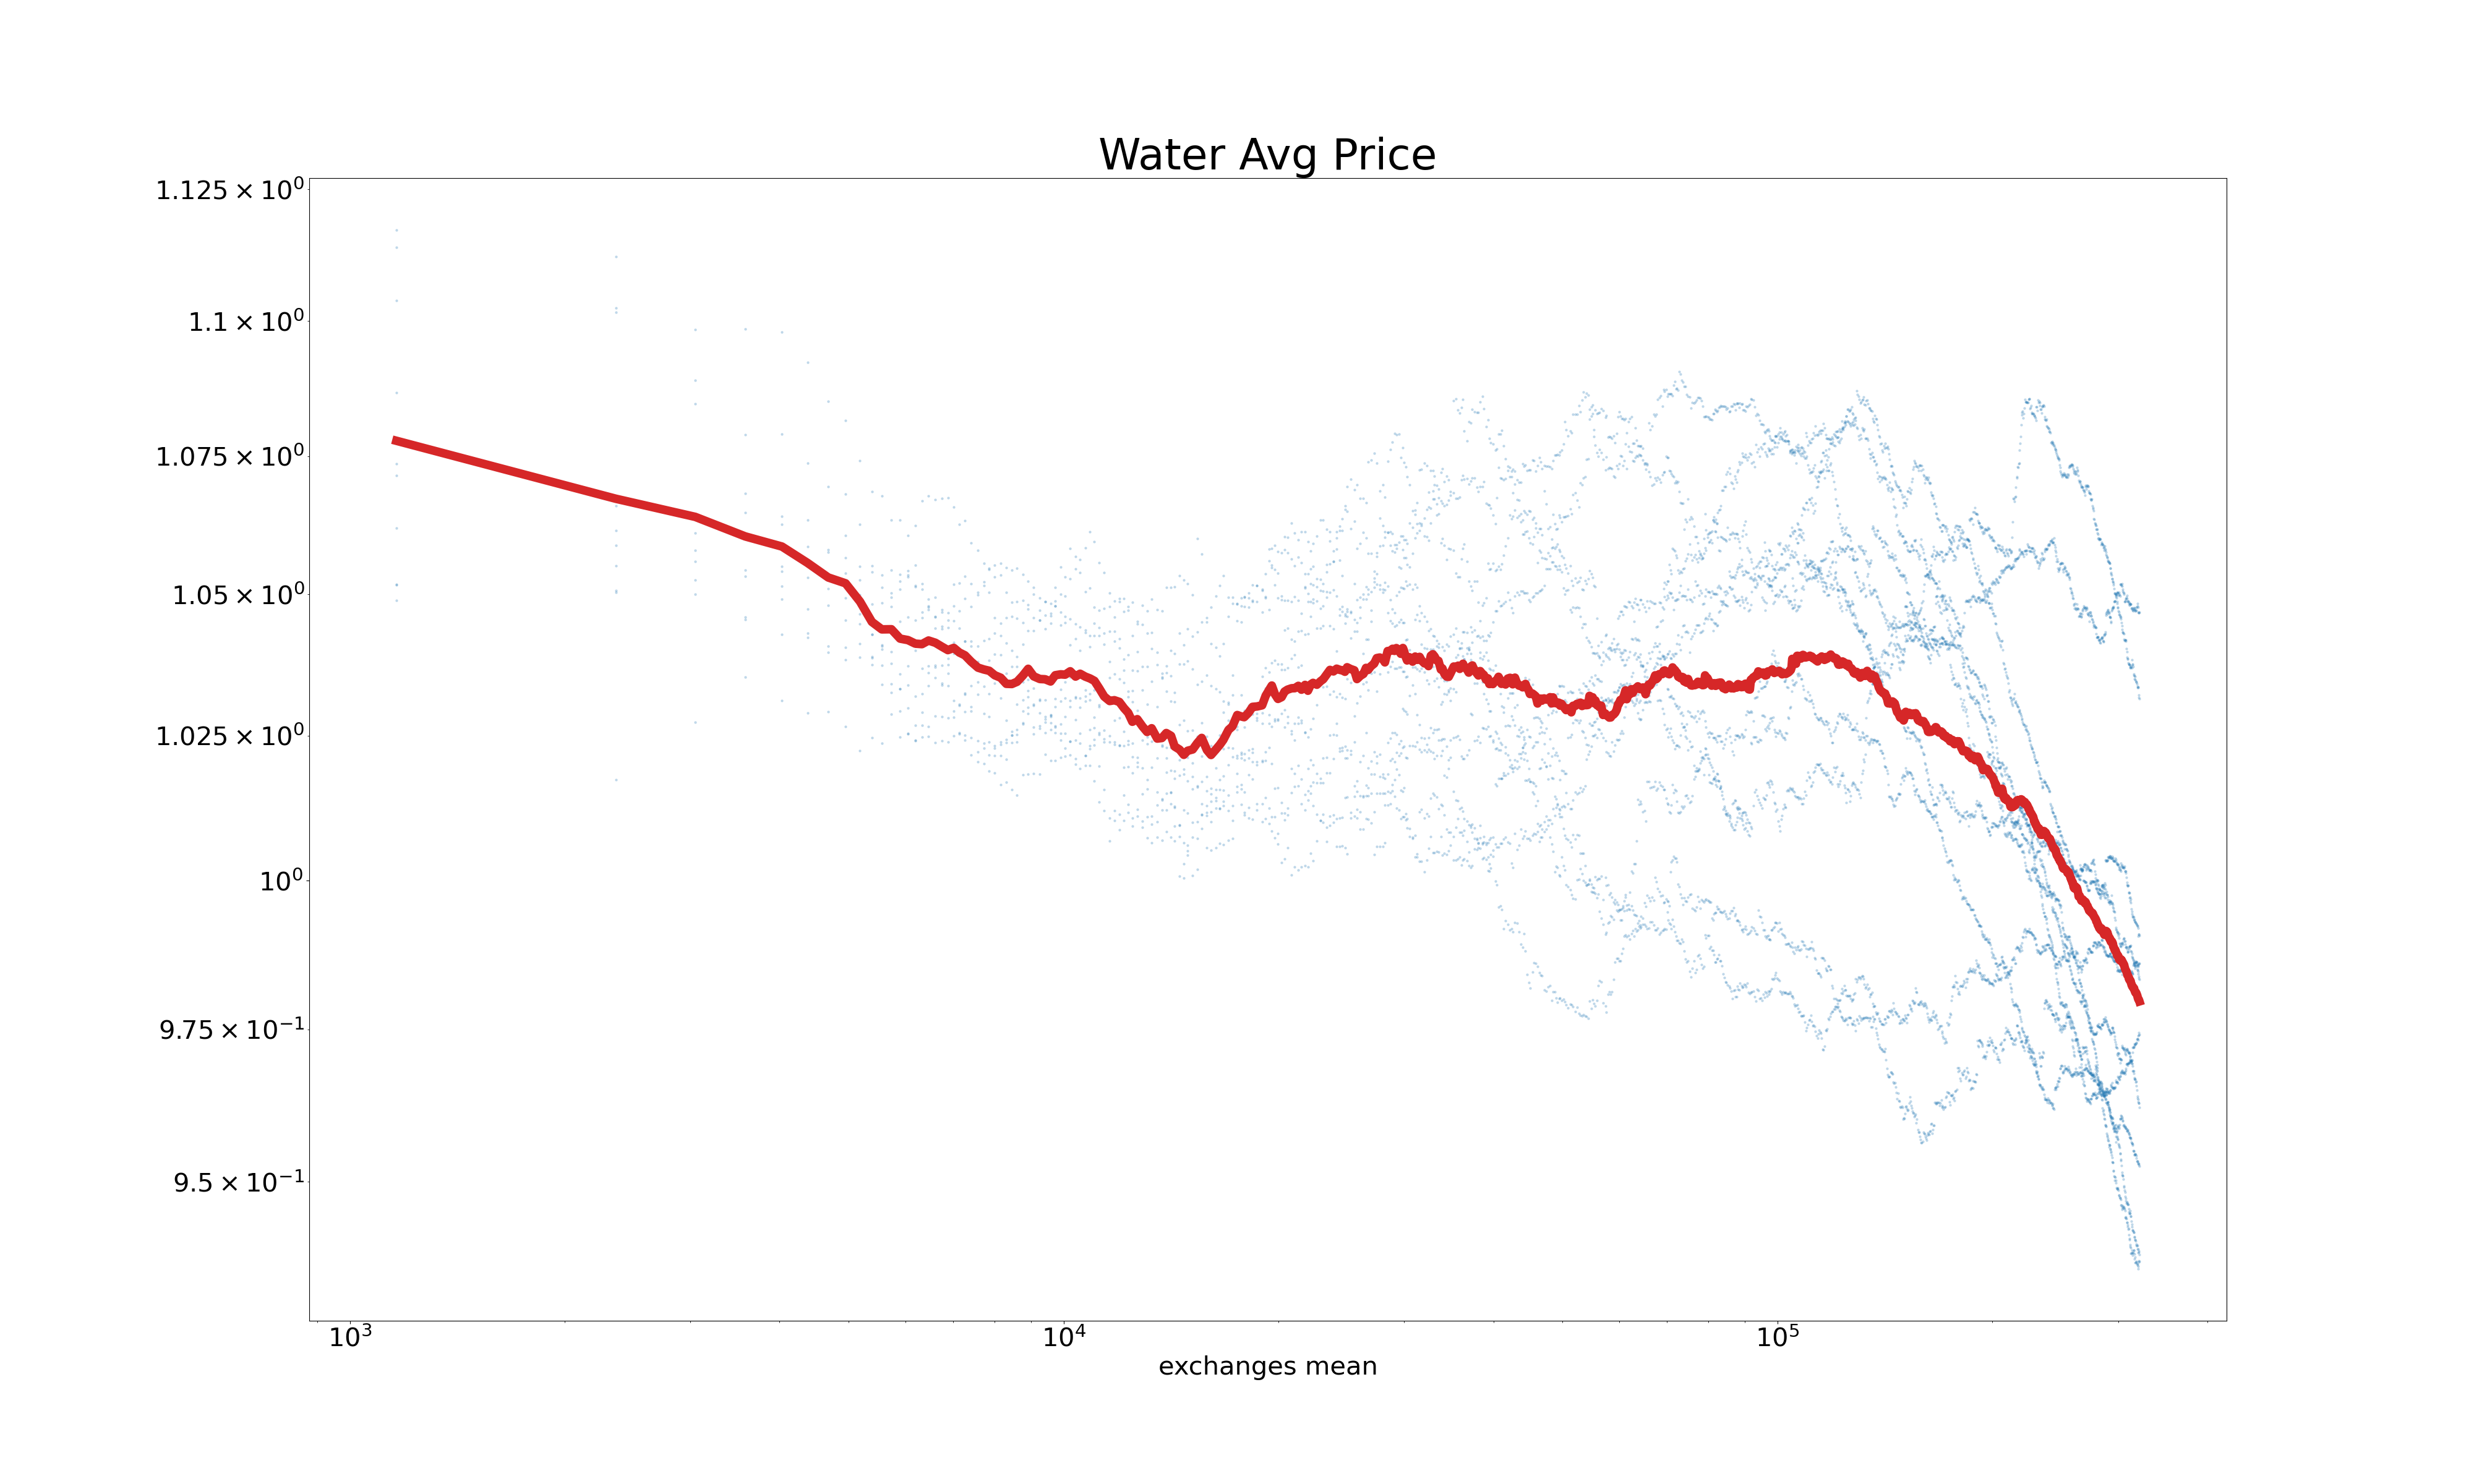 Water Avg Price
1.125 × 10⁰
1.1 × 10⁰
1.075 × 10⁰
1.05 × 10⁰
1.025 × 10⁰
10⁰
9.75 × 10⁻¹
9.5 × 10⁻¹
10³ 10⁴ 10⁵
exchanges mean